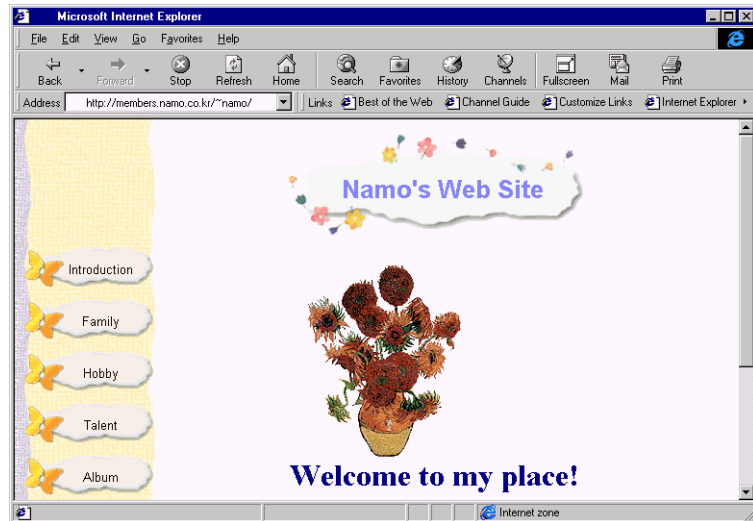 Microsoft Internet Explorer
File Edit View Go Favorites Help
Back Forward Stop Refresh Home Search Favorites History Channels Fullscreen Mail Print
Address http://members.namo.co.kr/~namo/ Links Best of the Web Channel Guide Customize Links Internet Explorer
Namo's Web Site
Introduction
Family
Hobby
Talent
Album
Welcome to my place!
Internet zone